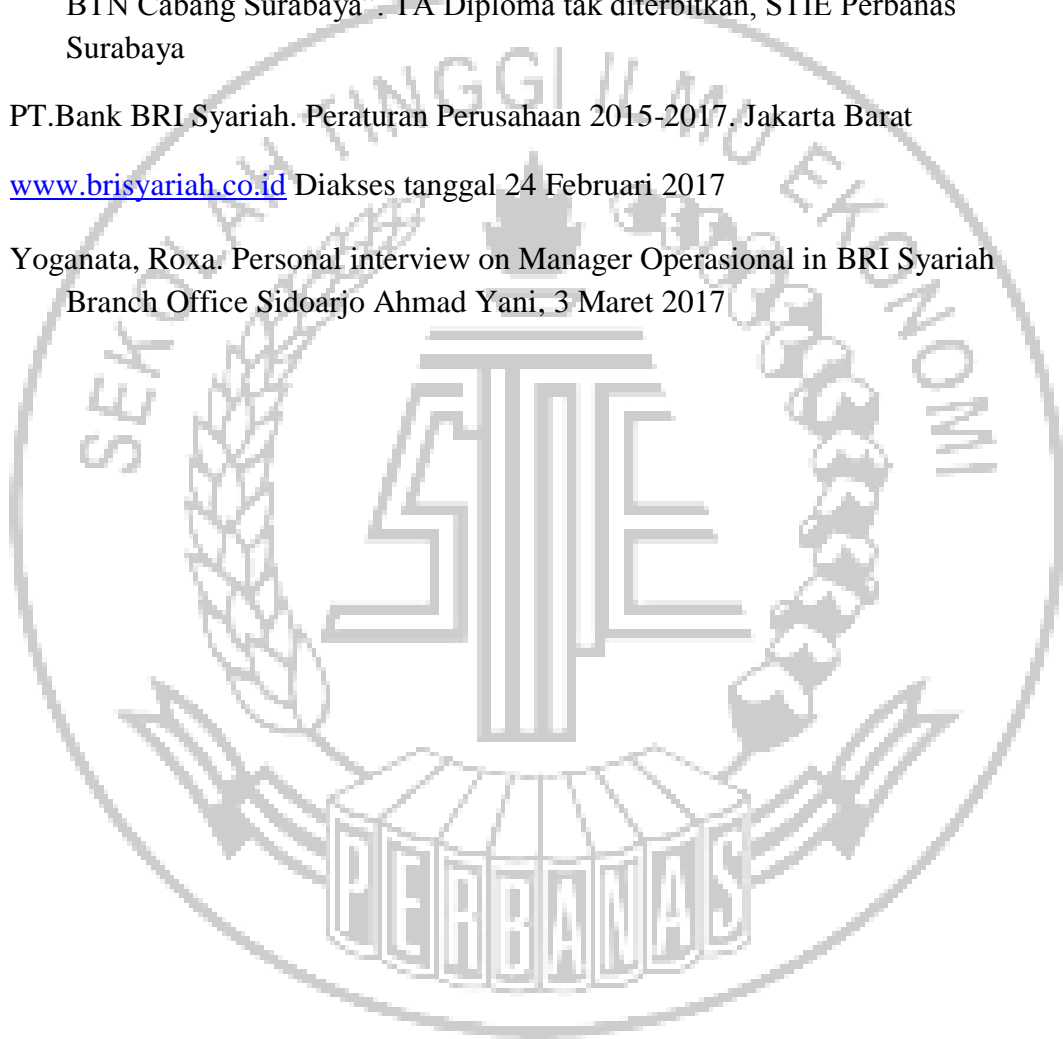 BTN Cabang Surabaya". TA Diploma tak diterbitkan, STIE Perbanas
Surabaya
PT.Bank BRI Syariah. Peraturan Perusahaan 2015-2017. Jakarta Barat
www.brisyariah.co.id Diakses tanggal 24 Februari 2017
Yoganata, Roxa. Personal interview on Manager Operasional in BRI Syariah
Branch Office Sidoarjo Ahmad Yani, 3 Maret 2017
SEKOLAH TINGGI ILMU EKONOMI
STIE
PERBANAS